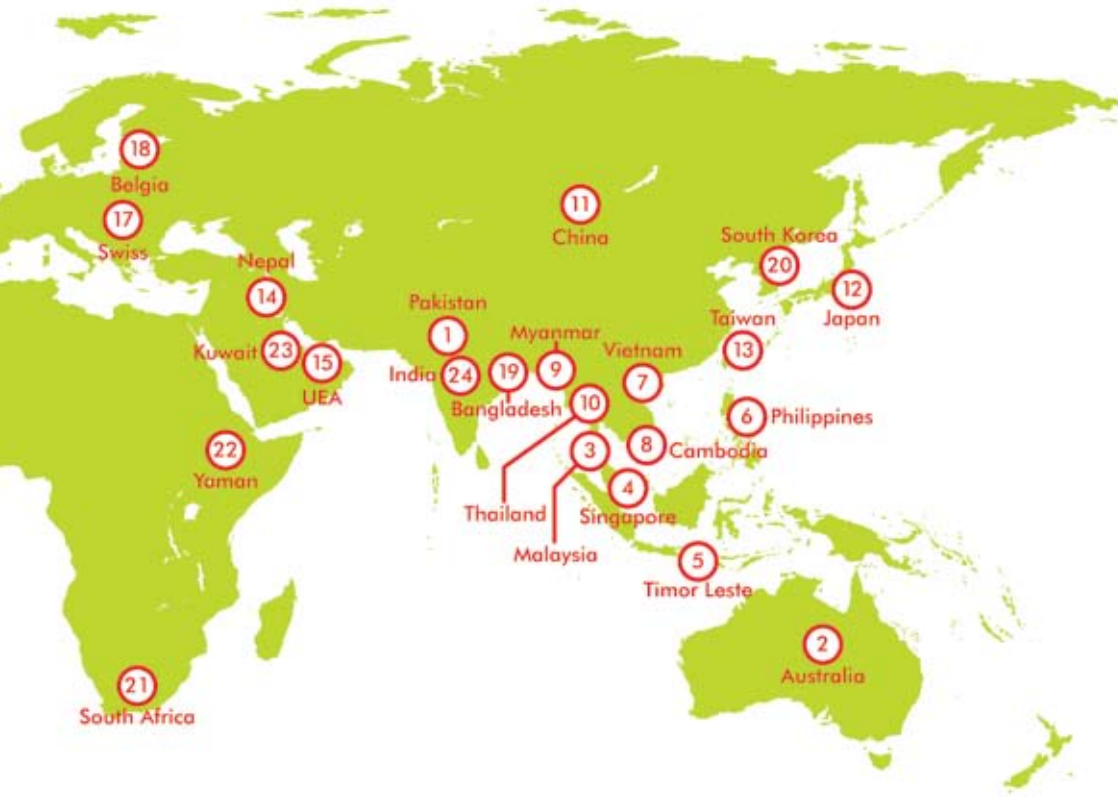 18
Belgia
17
Swiss
11
China
South Korea
20
Nepal
14
12
Japan
Pakistan
1
Taiwan
13
Myanmar
9
Vietnam
7
Kuwait
23
15
UEA
India
24
19
Bangladesh
10
Thailand
6
Philippines
8
Cambodia
3
Malaysia
4
Singapore
22
Yaman
5
Timor Leste
2
Australia
21
South Africa